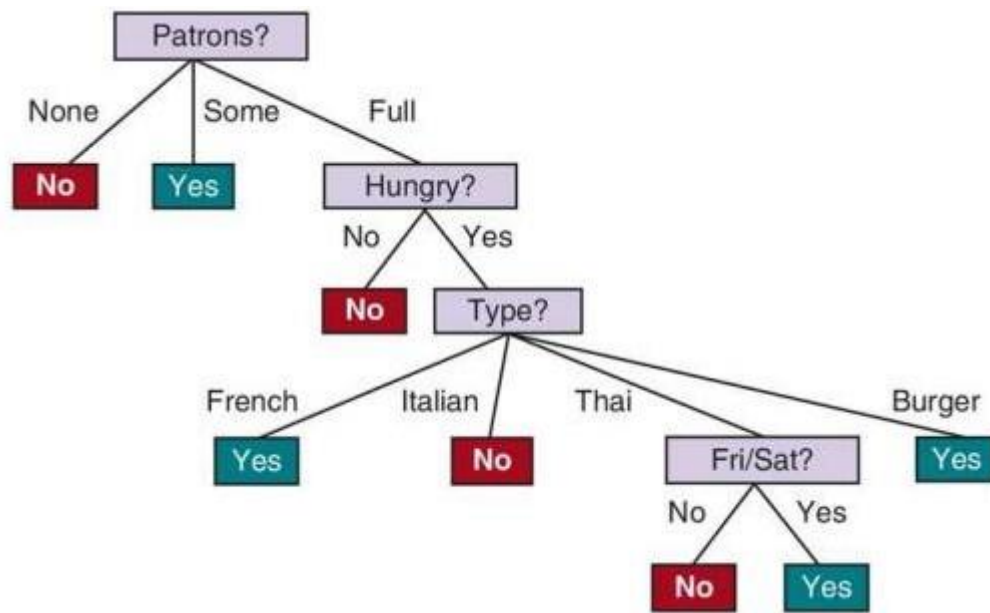 Patrons?
None Some Full
No Yes Hungry?
No Yes
No Type?
French Italian Thai Burger
Yes No Fri/Sat? Yes
No Yes
No Yes